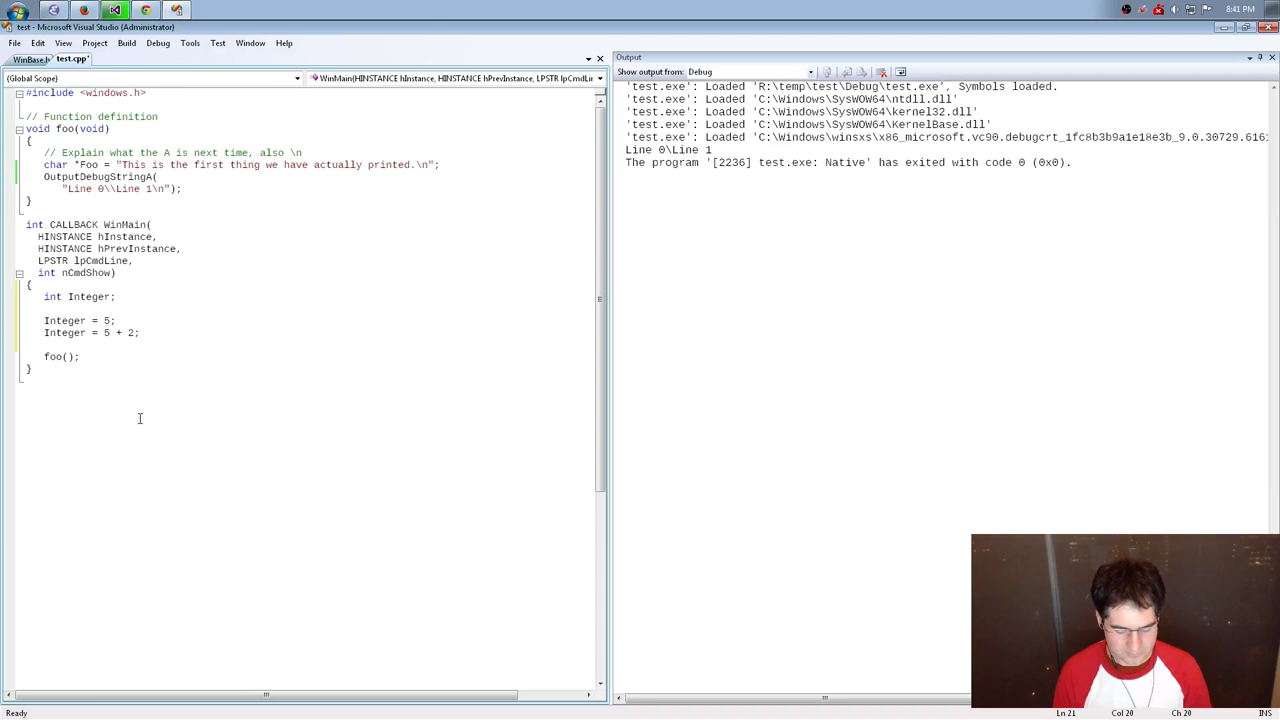 8:41 PM
test - Microsoft Visual Studio (Administrator)
File Edit View Project Build Debug Tools Test Window Help
WinBase.h test.cpp*
(Global Scope) WinMain(HINSTANCE hInstance, HINSTANCE hPrevInstance, LPSTR lpCmdLi
#include <windows.h>
// Function definition
void foo(void)
{
// Explain what the A is next time, also \n
char *Foo = "This is the first thing we have actually printed.\n";
OutputDebugStringA(
"Line 0\\Line 1\n");
}
int CALLBACK WinMain(
HINSTANCE hInstance,
HINSTANCE hPrevInstance,
LPSTR lpCmdLine,
int nCmdShow)
{
int Integer;
Integer = 5;
Integer = 5 + 2;
foo();
}
Output
Show output from: Debug
'test.exe': Loaded 'R:\temp\test\Debug\test.exe', Symbols loaded.
'test.exe': Loaded 'C:\Windows\SysWOW64\ntdll.dll'
'test.exe': Loaded 'C:\Windows\SysWOW64\kernel32.dll'
'test.exe': Loaded 'C:\Windows\SysWOW64\KernelBase.dll'
'test.exe': Loaded 'C:\Windows\winsxs\x86_microsoft.vc90.debugcrt_1fc8b3b9a1e18e3b_9.0.30729.6161
Line 0\Line 1
The program '[2236] test.exe: Native' has exited with code 0 (0x0).
Ready Ln 21 Col 20 Ch 20 INS